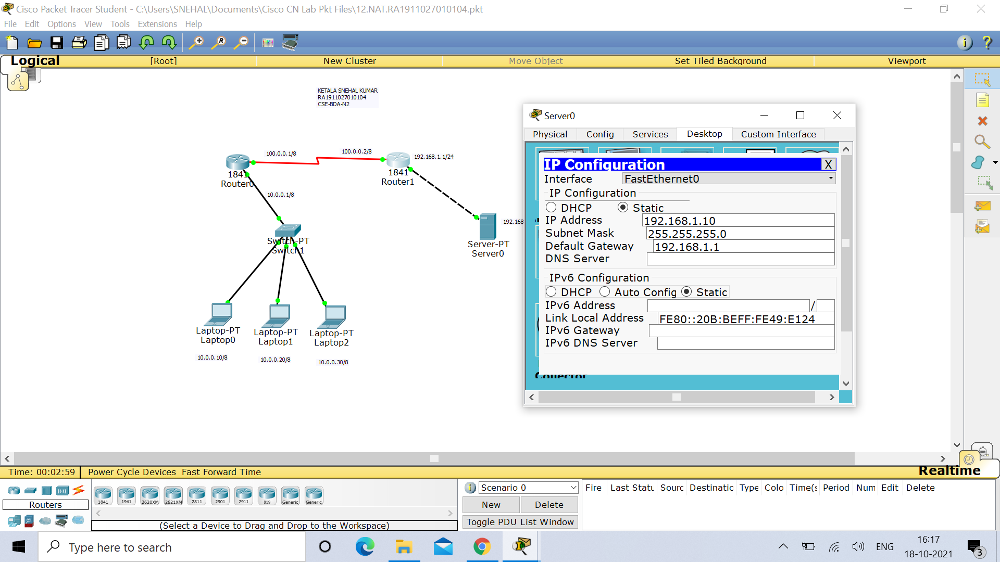 Cisco Packet Tracer Student - C:\Users\SNEHAL\Documents\Cisco CN Lab Pkt Files\12.NAT.RA1911027010104.pkt
File Edit Options View Tools Extensions Help
Logical [Root] New Cluster Move Object Set Tiled Background Viewport
KETALA SNEHAL KUMAR
RA1911027010104
CSE-BDA-N2
100.0.0.1/8
100.0.0.2/8
192.168.1.1/24
1841
Router0
1841
Router1
10.0.0.1/8
Switch-PT
Switch1
192.168
Server-PT
Server0
Laptop-PT
Laptop0
Laptop-PT
Laptop1
Laptop-PT
Laptop2
10.0.0.10/8
10.0.0.20/8
10.0.0.30/8
Server0
Physical Config Services Desktop Custom Interface
IP Configuration X
Interface FastEthernet0
IP Configuration
DHCP Static
IP Address 192.168.1.10
Subnet Mask 255.255.255.0
Default Gateway 192.168.1.1
DNS Server
IPv6 Configuration
DHCP Auto Config Static
IPv6 Address /
Link Local Address FE80::20B:BEFF:FE49:E124
IPv6 Gateway
IPv6 DNS Server
Collector
Time: 00:02:59 Power Cycle Devices Fast Forward Time Realtime
Routers
1841 1941 2620XM 2621XM 2811 2901 2911 819 Generic Generic
(Select a Device to Drag and Drop to the Workspace)
Scenario 0
New Delete
Toggle PDU List Window
Fire Last Statu Sourc Destinatic Type Colo Time(s Period Num Edit Delete
Type here to search
ENG
16:17
18-10-2021
3